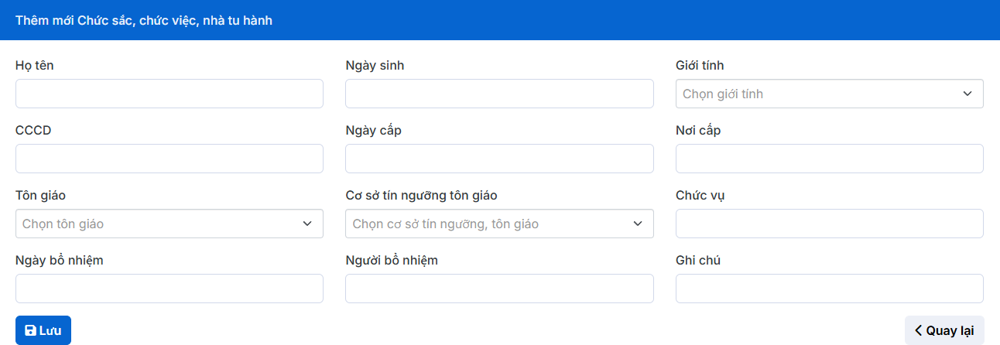 Thêm mới Chức sắc, chức việc, nhà tu hành
Họ tên Ngày sinh Giới tính
Chọn giới tính
CCCD Ngày cấp Nơi cấp
Tôn giáo Cơ sở tín ngưỡng tôn giáo Chức vụ
Chọn tôn giáo Chọn cơ sở tín ngưỡng, tôn giáo
Ngày bổ nhiệm Người bổ nhiệm Ghi chú
Lưu Quay lại